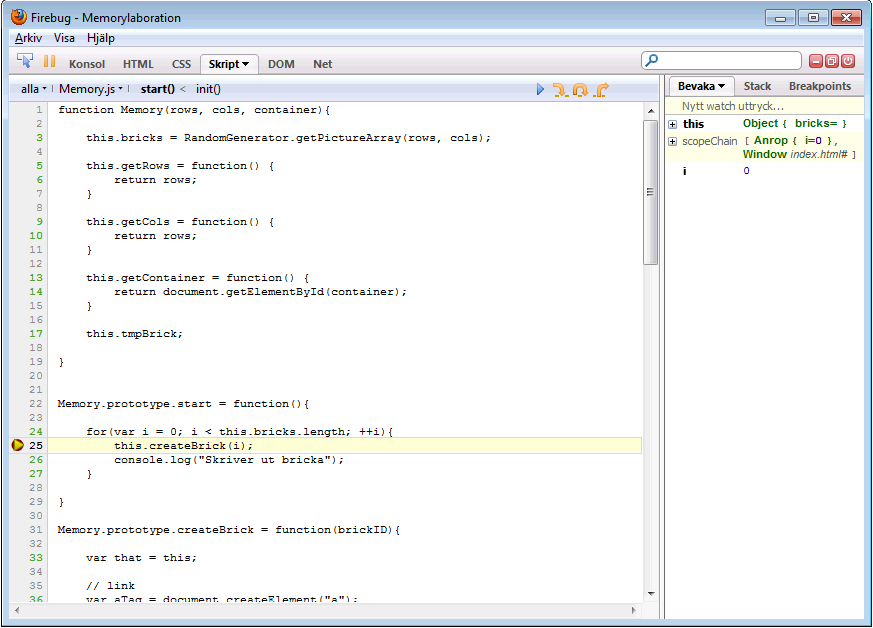 Firebug - Memorylaboration
Arkiv Visa Hjälp
Konsol HTML CSS Skript DOM Net
alla Memory.js start() < init()
Bevaka Stack Breakpoints
Nytt watch uttryck...
this Object { bricks= }
scopeChain [ Anrop { i=0 },
Window index.html# ]
i 0
1 function Memory(rows, cols, container){
2
3 this.bricks = RandomGenerator.getPictureArray(rows, cols);
4
5 this.getRows = function() {
6 return rows;
7 }
8
9 this.getCols = function() {
10 return rows;
11 }
12
13 this.getContainer = function() {
14 return document.getElementById(container);
15 }
16
17 this.tmpBrick;
18
19 }
20
21
22 Memory.prototype.start = function(){
23
24 for(var i = 0; i < this.bricks.length; ++i){
25 this.createBrick(i);
26 console.log("Skriver ut bricka");
27 }
28
29 }
30
31 Memory.prototype.createBrick = function(brickID){
32
33 var that = this;
34
35 // link
36 var aTag = document.createElement("a");